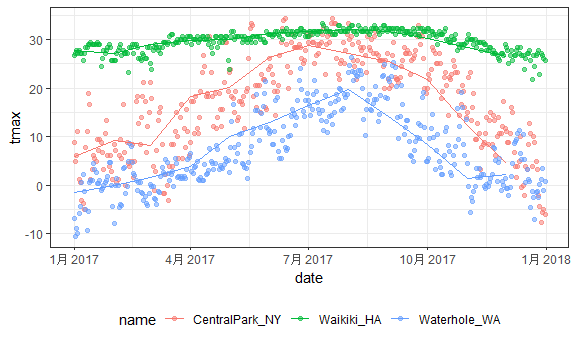 30
20
10
0
-10
tmax
1月 2017
4月 2017
7月 2017
10月 2017
1月 2018
date
name CentralPark_NY Waikiki_HA Waterhole_WA